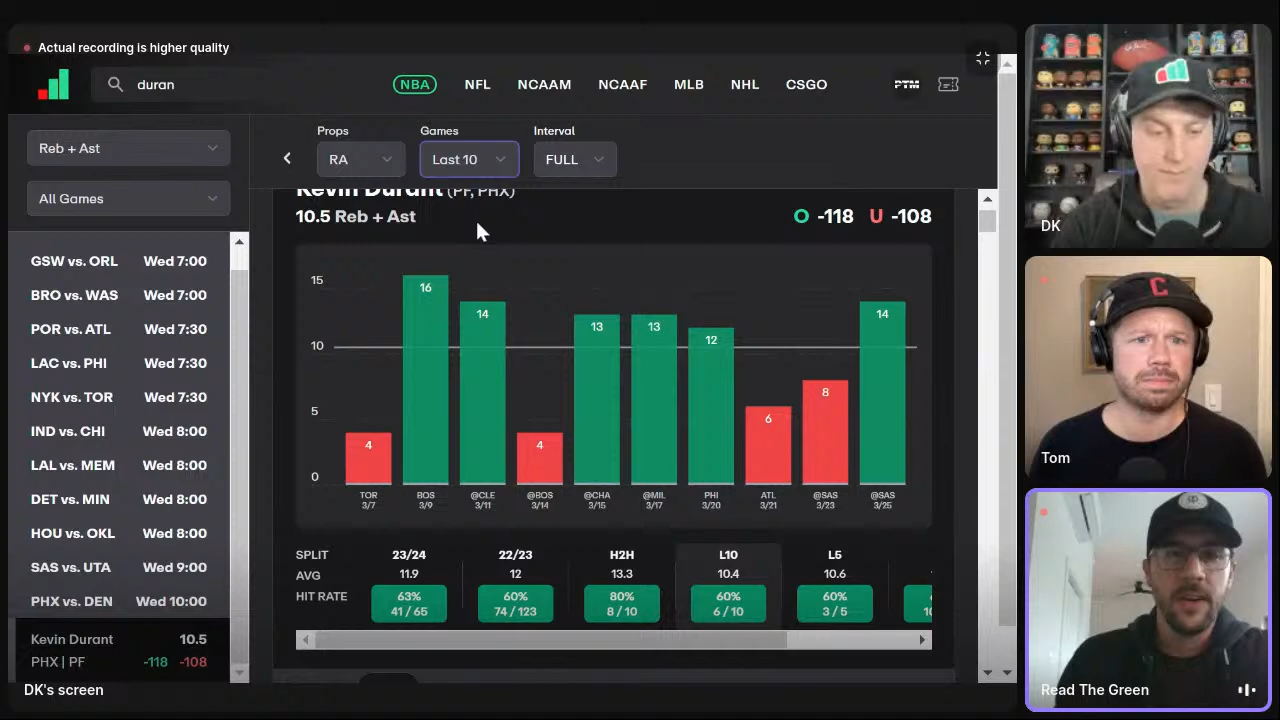 Actual recording is higher quality
duran
NBA
NFL
NCAAM
NCAAF
MLB
NHL
CSGO
PTM
Reb + Ast
All Games
GSW vs. ORL Wed 7:00
BRO vs. WAS Wed 7:00
POR vs. ATL Wed 7:30
LAC vs. PHI Wed 7:30
NYK vs. TOR Wed 7:30
IND vs. CHI Wed 8:00
LAL vs. MEM Wed 8:00
DET vs. MIN Wed 8:00
HOU vs. OKL Wed 8:00
SAS vs. UTA Wed 9:00
PHX vs. DEN Wed 10:00
Kevin Durant 10.5
PHX | PF -118 -108
DK's screen
Props Games Interval
RA Last 10 FULL
Kevin Durant (PF, PHX)
10.5 Reb + Ast O -118 U -108
15
10
5
0
4 16 14 4 13 13 12 6 8 14
TOR BOS @CLE @BOS @CHA @MIL PHI ATL @SAS @SAS
3/7 3/9 3/11 3/14 3/15 3/17 3/20 3/21 3/23 3/25
SPLIT 23/24 22/23 H2H L10 L5
AVG 11.9 12 13.3 10.4 10.6
HIT RATE 63% 60% 80% 60% 60%
41 / 65 74 / 123 8 / 10 6 / 10 3 / 5
DK
C
Tom
Read The Green